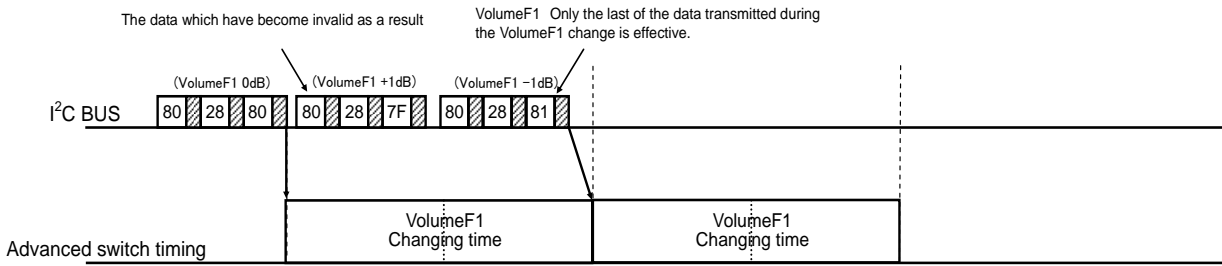 The data which have become invalid as a result
VolumeF1 Only the last of the data transmitted during
the VolumeF1 change is effective.
(VolumeF1 0dB) (VolumeF1 +1dB) (VolumeF1 -1dB)
I²C BUS 80 28 80 80 28 7F 80 28 81
VolumeF1 VolumeF1
Changing time Changing time
Advanced switch timing